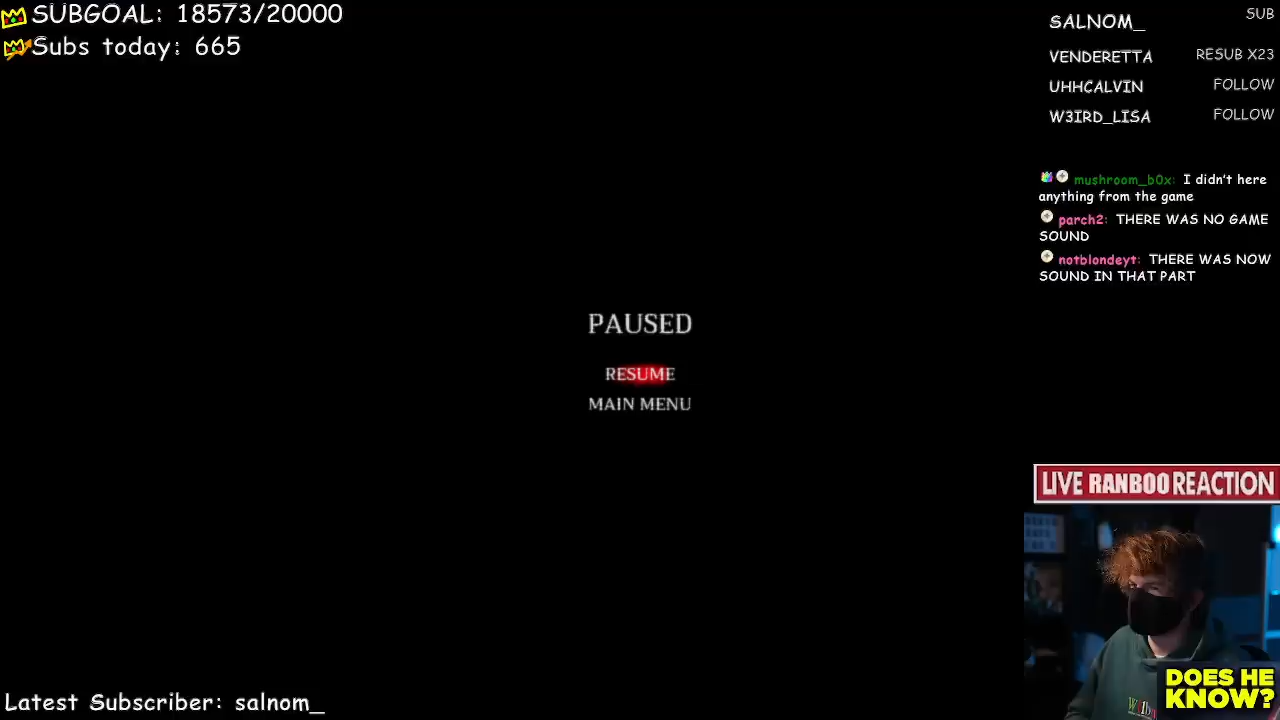 SUBGOAL: 18573/20000
Subs today: 665
SALNOM_ SUB
VENDERETTA RESUB X23
UHHCALVIN FOLLOW
W3IRD_LISA FOLLOW
mushroom_b0x: I didn't here
anything from the game
parch2: THERE WAS NO GAME
SOUND
notblondeyt: THERE WAS NOW
SOUND IN THAT PART
PAUSED
RESUME
MAIN MENU
LIVE RANBOO REACTION
DOES HE
KNOW?
Latest Subscriber: salnom_